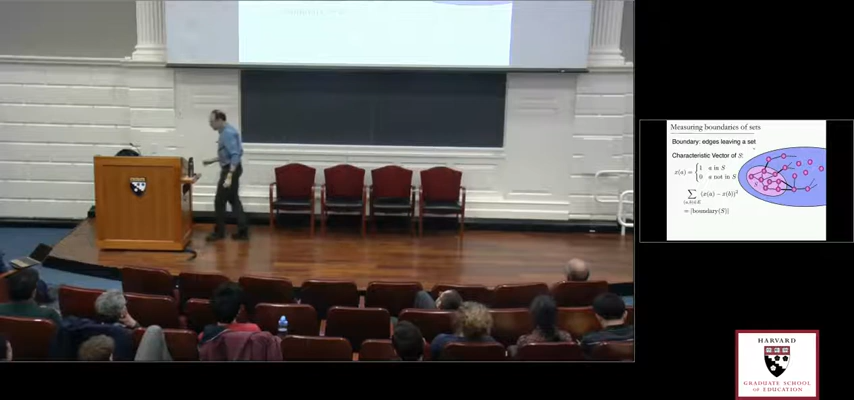 Measuring boundaries of sets
Boundary: edges leaving a set
Characteristic Vector of S:
x(a) = { 1 a in S
0 a not in S
∑ (x(a) − x(b))²
(a,b)∈E
= |boundary(S)|
HARVARD
GRADUATE SCHOOL
OF EDUCATION